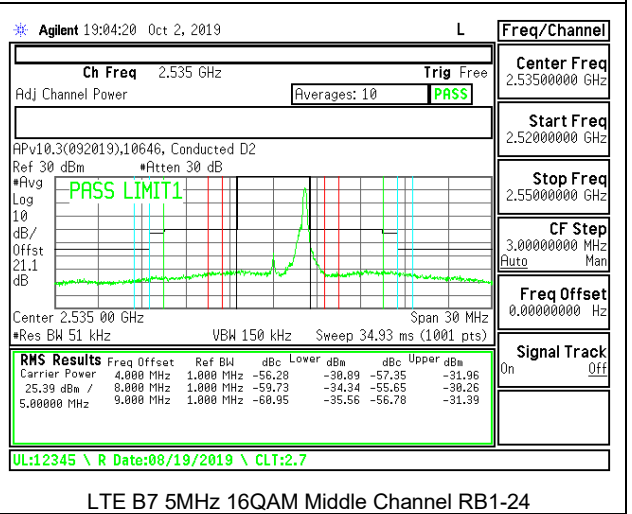 Agilent 19:04:20 Oct 2, 2019 L
Freq/Channel
Ch Freq 2.535 GHz Trig Free
Adj Channel Power Averages: 10 PASS
Center Freq
2.53500000 GHz
Start Freq
2.52000000 GHz
Stop Freq
2.55000000 GHz
CF Step
3.00000000 MHz
Auto Man
Freq Offset
0.00000000 Hz
Signal Track
On Off
APv10.3(092019),10646, Conducted D2
Ref 30 dBm #Atten 30 dB
#Avg
Log
10
dB/
Offst
21.1
dB
PASS LIMIT1
Center 2.535 00 GHz Span 30 MHz
#Res BW 51 kHz VBW 150 kHz Sweep 34.93 ms (1001 pts)
RMS Results Freq Offset Ref BW dBc Lower dBm dBc Upper dBm
Carrier Power 4.000 MHz 1.000 MHz -56.28 -30.89 -57.35 -31.96
25.39 dBm / 8.000 MHz 1.000 MHz -59.73 -34.34 -55.65 -30.26
5.00000 MHz 9.000 MHz 1.000 MHz -60.95 -35.56 -56.78 -31.39
UL:12345 \ R Date:08/19/2019 \ CLT:2.7
LTE B7 5MHz 16QAM Middle Channel RB1-24